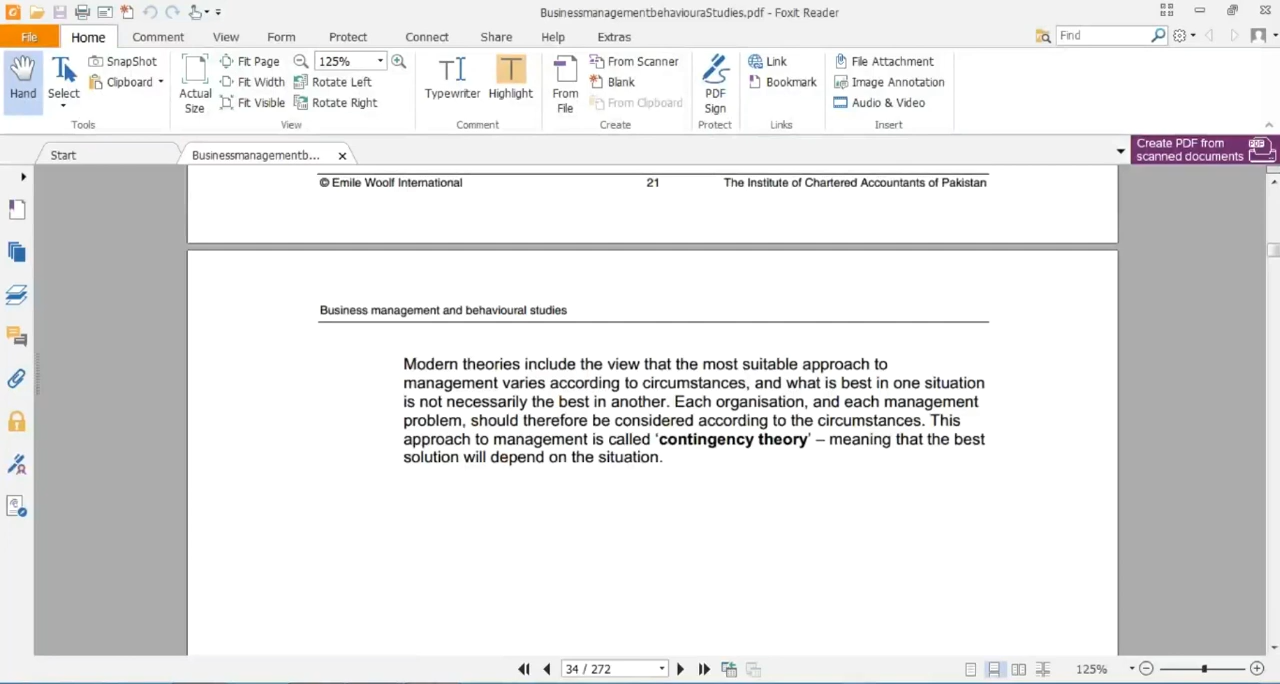 BusinessmanagementbehaviouraStudies.pdf - Foxit Reader
File Home Comment View Form Protect Connect Share Help Extras Find
Hand
Select
SnapShot
Clipboard
Tools
Actual Size
Fit Page
Fit Width
Fit Visible
125%
Rotate Left
Rotate Right
View
Typewriter
Highlight
Comment
From File
From Scanner
Blank
From Clipboard
Create
PDF Sign
Protect
Link
Bookmark
Links
File Attachment
Image Annotation
Audio & Video
Insert
Start
Businessmanagementb...
Create PDF from
scanned documents
© Emile Woolf International 21 The Institute of Chartered Accountants of Pakistan
Business management and behavioural studies
Modern theories include the view that the most suitable approach to
management varies according to circumstances, and what is best in one situation
is not necessarily the best in another. Each organisation, and each management
problem, should therefore be considered according to the circumstances. This
approach to management is called ‘contingency theory’ – meaning that the best
solution will depend on the situation.
34 / 272
125%